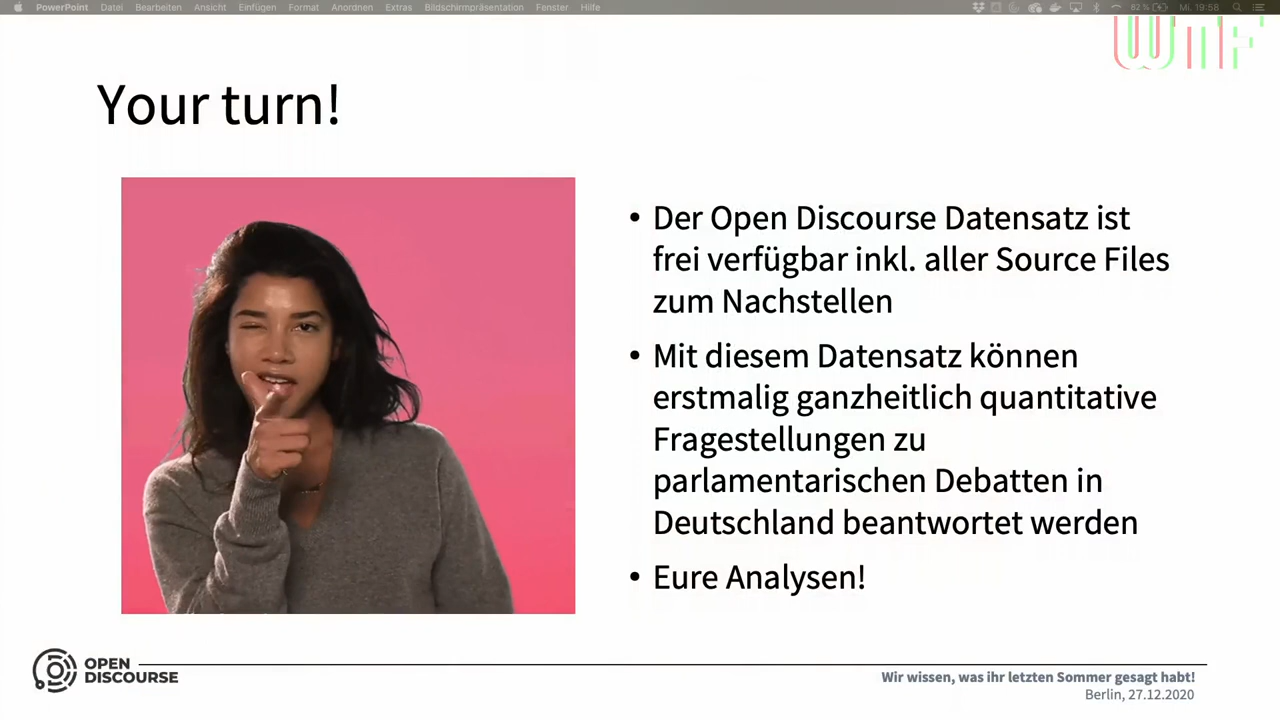 PowerPoint Datei Bearbeiten Ansicht Einfügen Format Anordnen Extras Bildschirmpräsentation Fenster Hilfe 82 % Mi. 19:58
WTF
Your turn!
• Der Open Discourse Datensatz ist
frei verfügbar inkl. aller Source Files
zum Nachstellen
• Mit diesem Datensatz können
erstmalig ganzheitlich quantitative
Fragestellungen zu
parlamentarischen Debatten in
Deutschland beantwortet werden
• Eure Analysen!
OPEN
DISCOURSE
Wir wissen, was ihr letzten Sommer gesagt habt!
Berlin, 27.12.2020